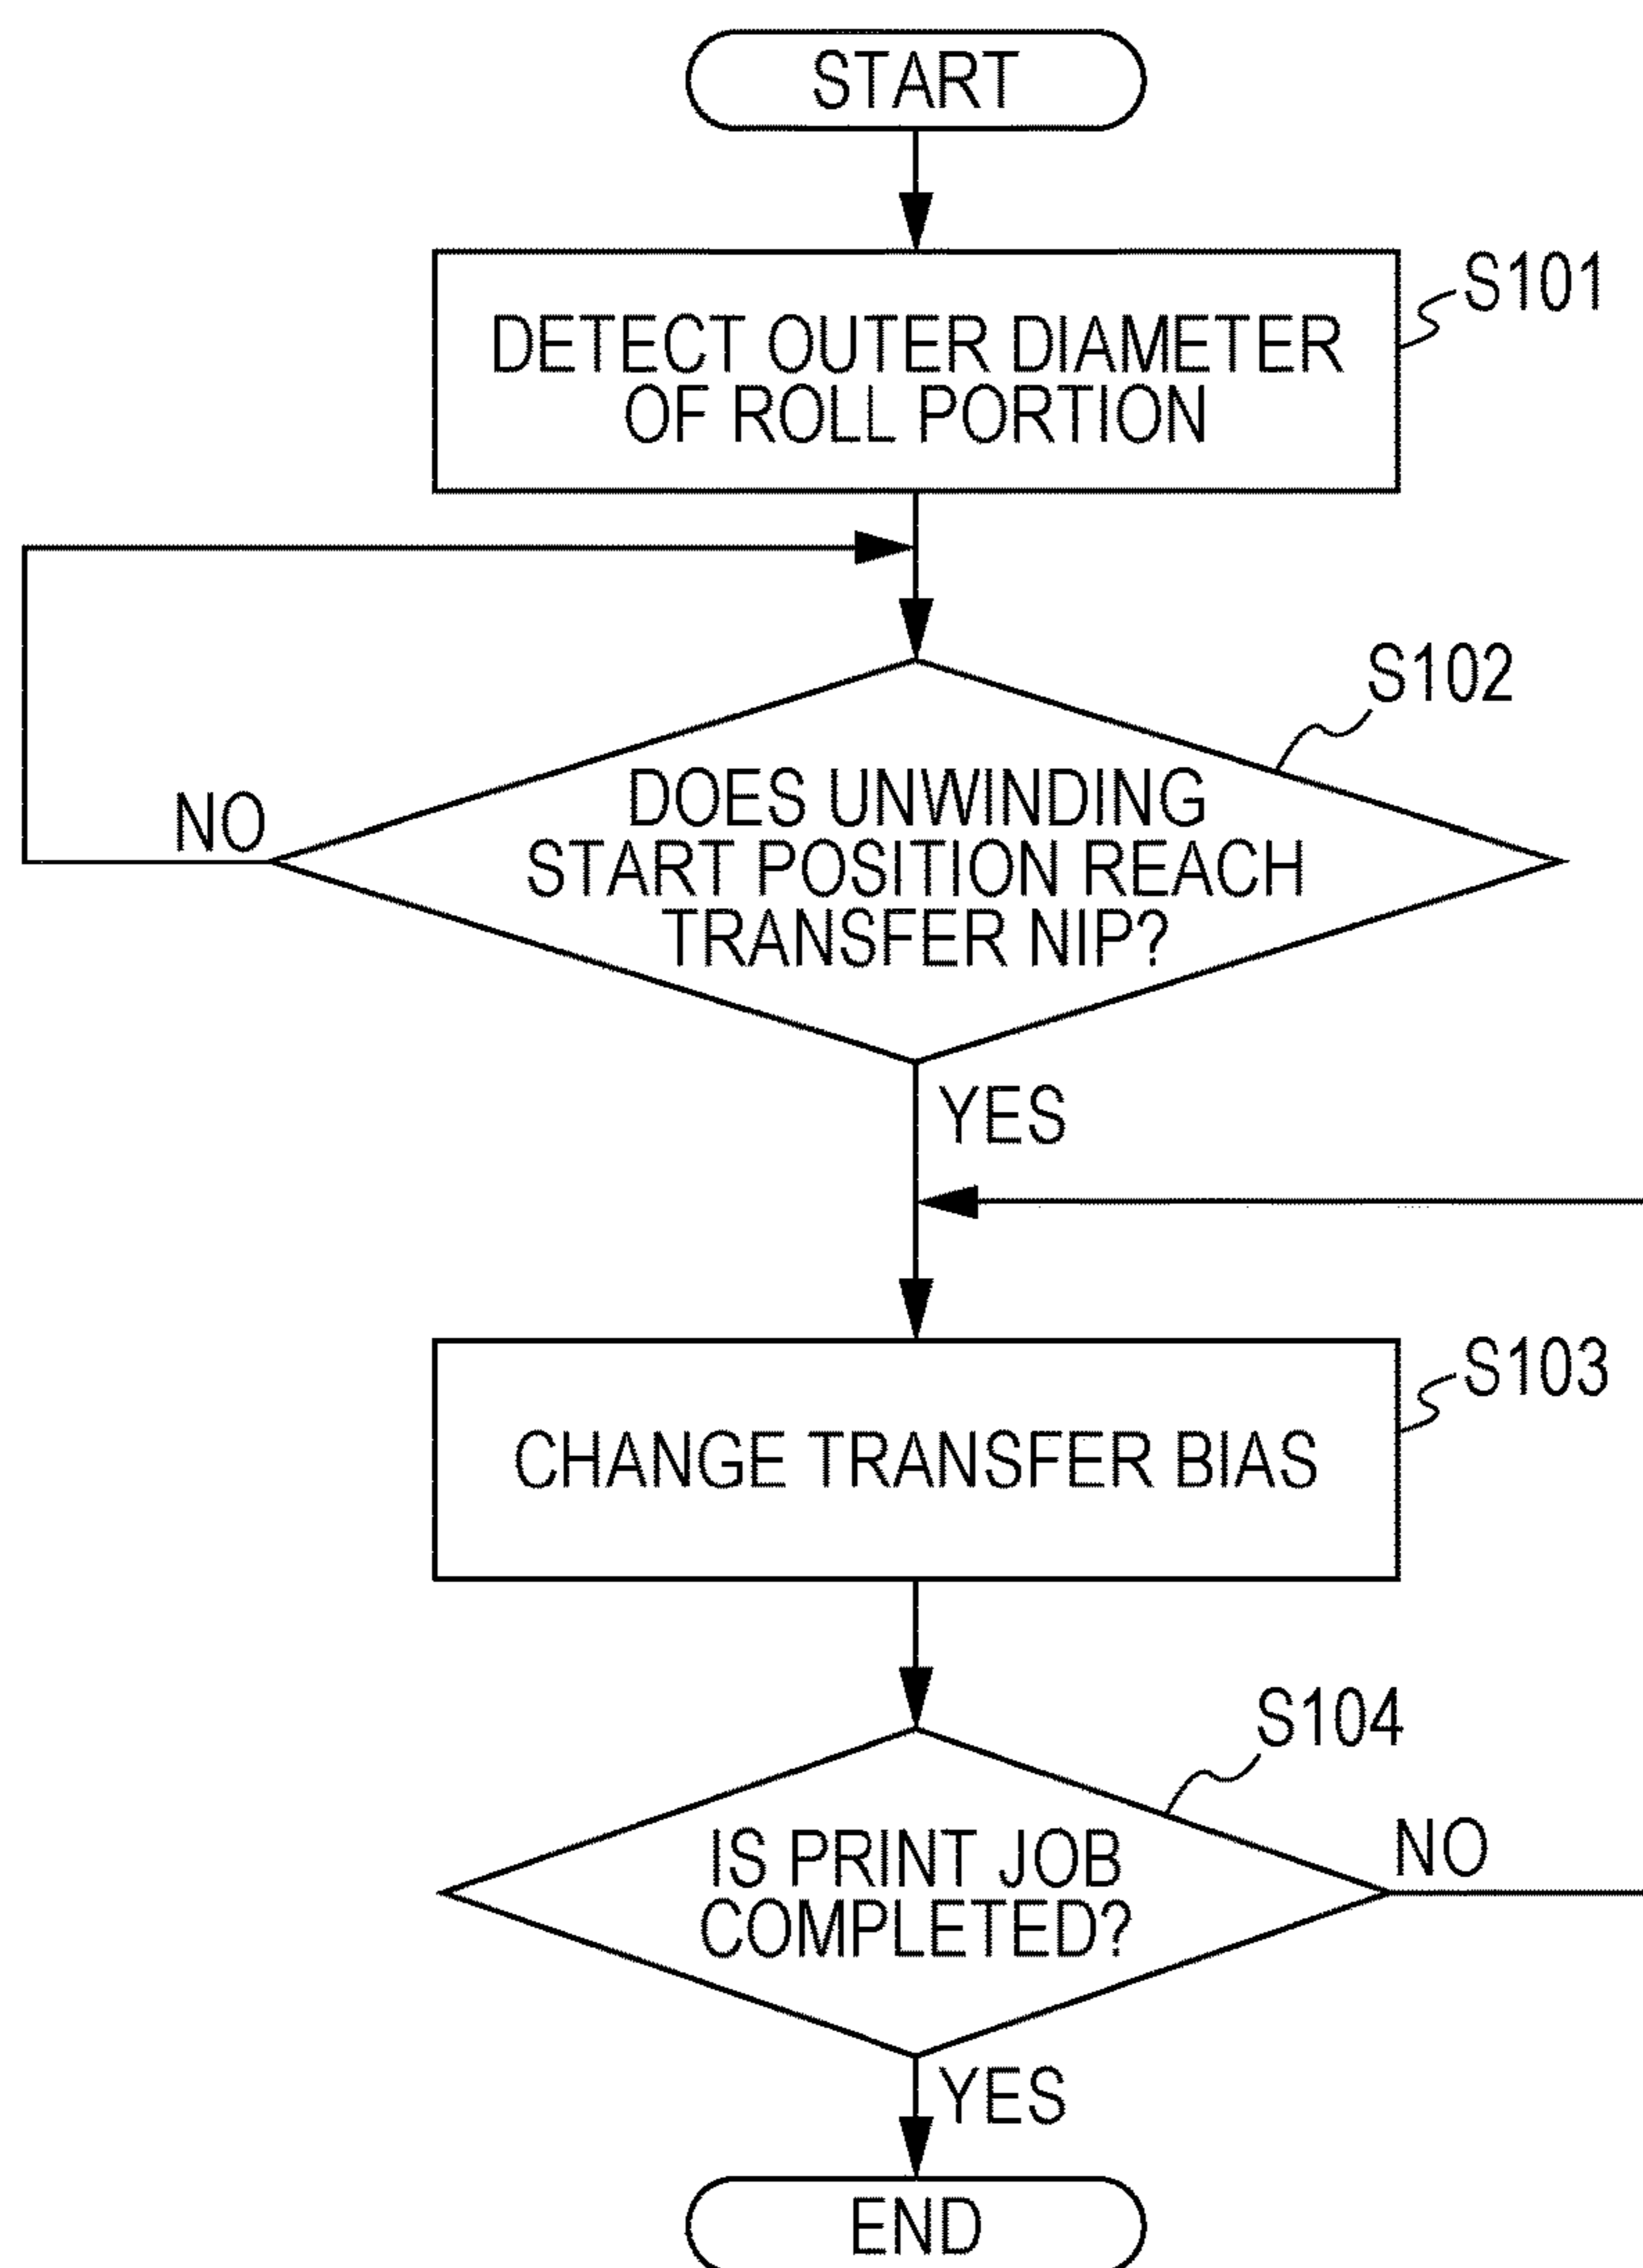 START
DETECT OUTER DIAMETER
OF ROLL PORTION
S101
S102
DOES UNWINDING
START POSITION REACH
TRANSFER NIP?
NO
YES
S103
CHANGE TRANSFER BIAS
S104
IS PRINT JOB
COMPLETED?
NO
YES
END